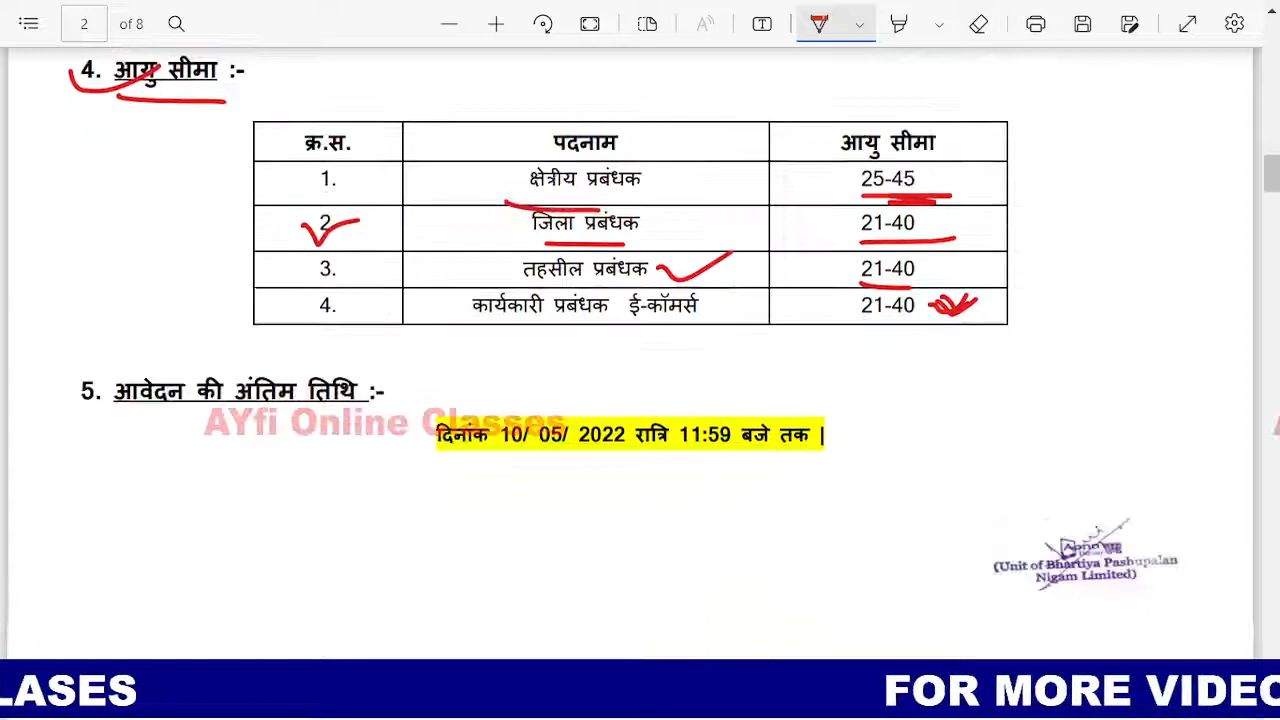 2 of 8
4. आयु सीमा :-
क्र.स. पदनाम आयु सीमा
1. क्षेत्रीय प्रबंधक 25-45
2 जिला प्रबंधक 21-40
3. तहसील प्रबंधक 21-40
4. कार्यकारी प्रबंधक ई-कॉमर्स 21-40
5. आवेदन की अंतिम तिथि :-
AYfi Online Classes
दिनांक 10/ 05/ 2022 रात्रि 11:59 बजे तक |
(Unit of Bhartiya Pashupalan
Nigam Limited)
LASES FOR MORE VIDEO